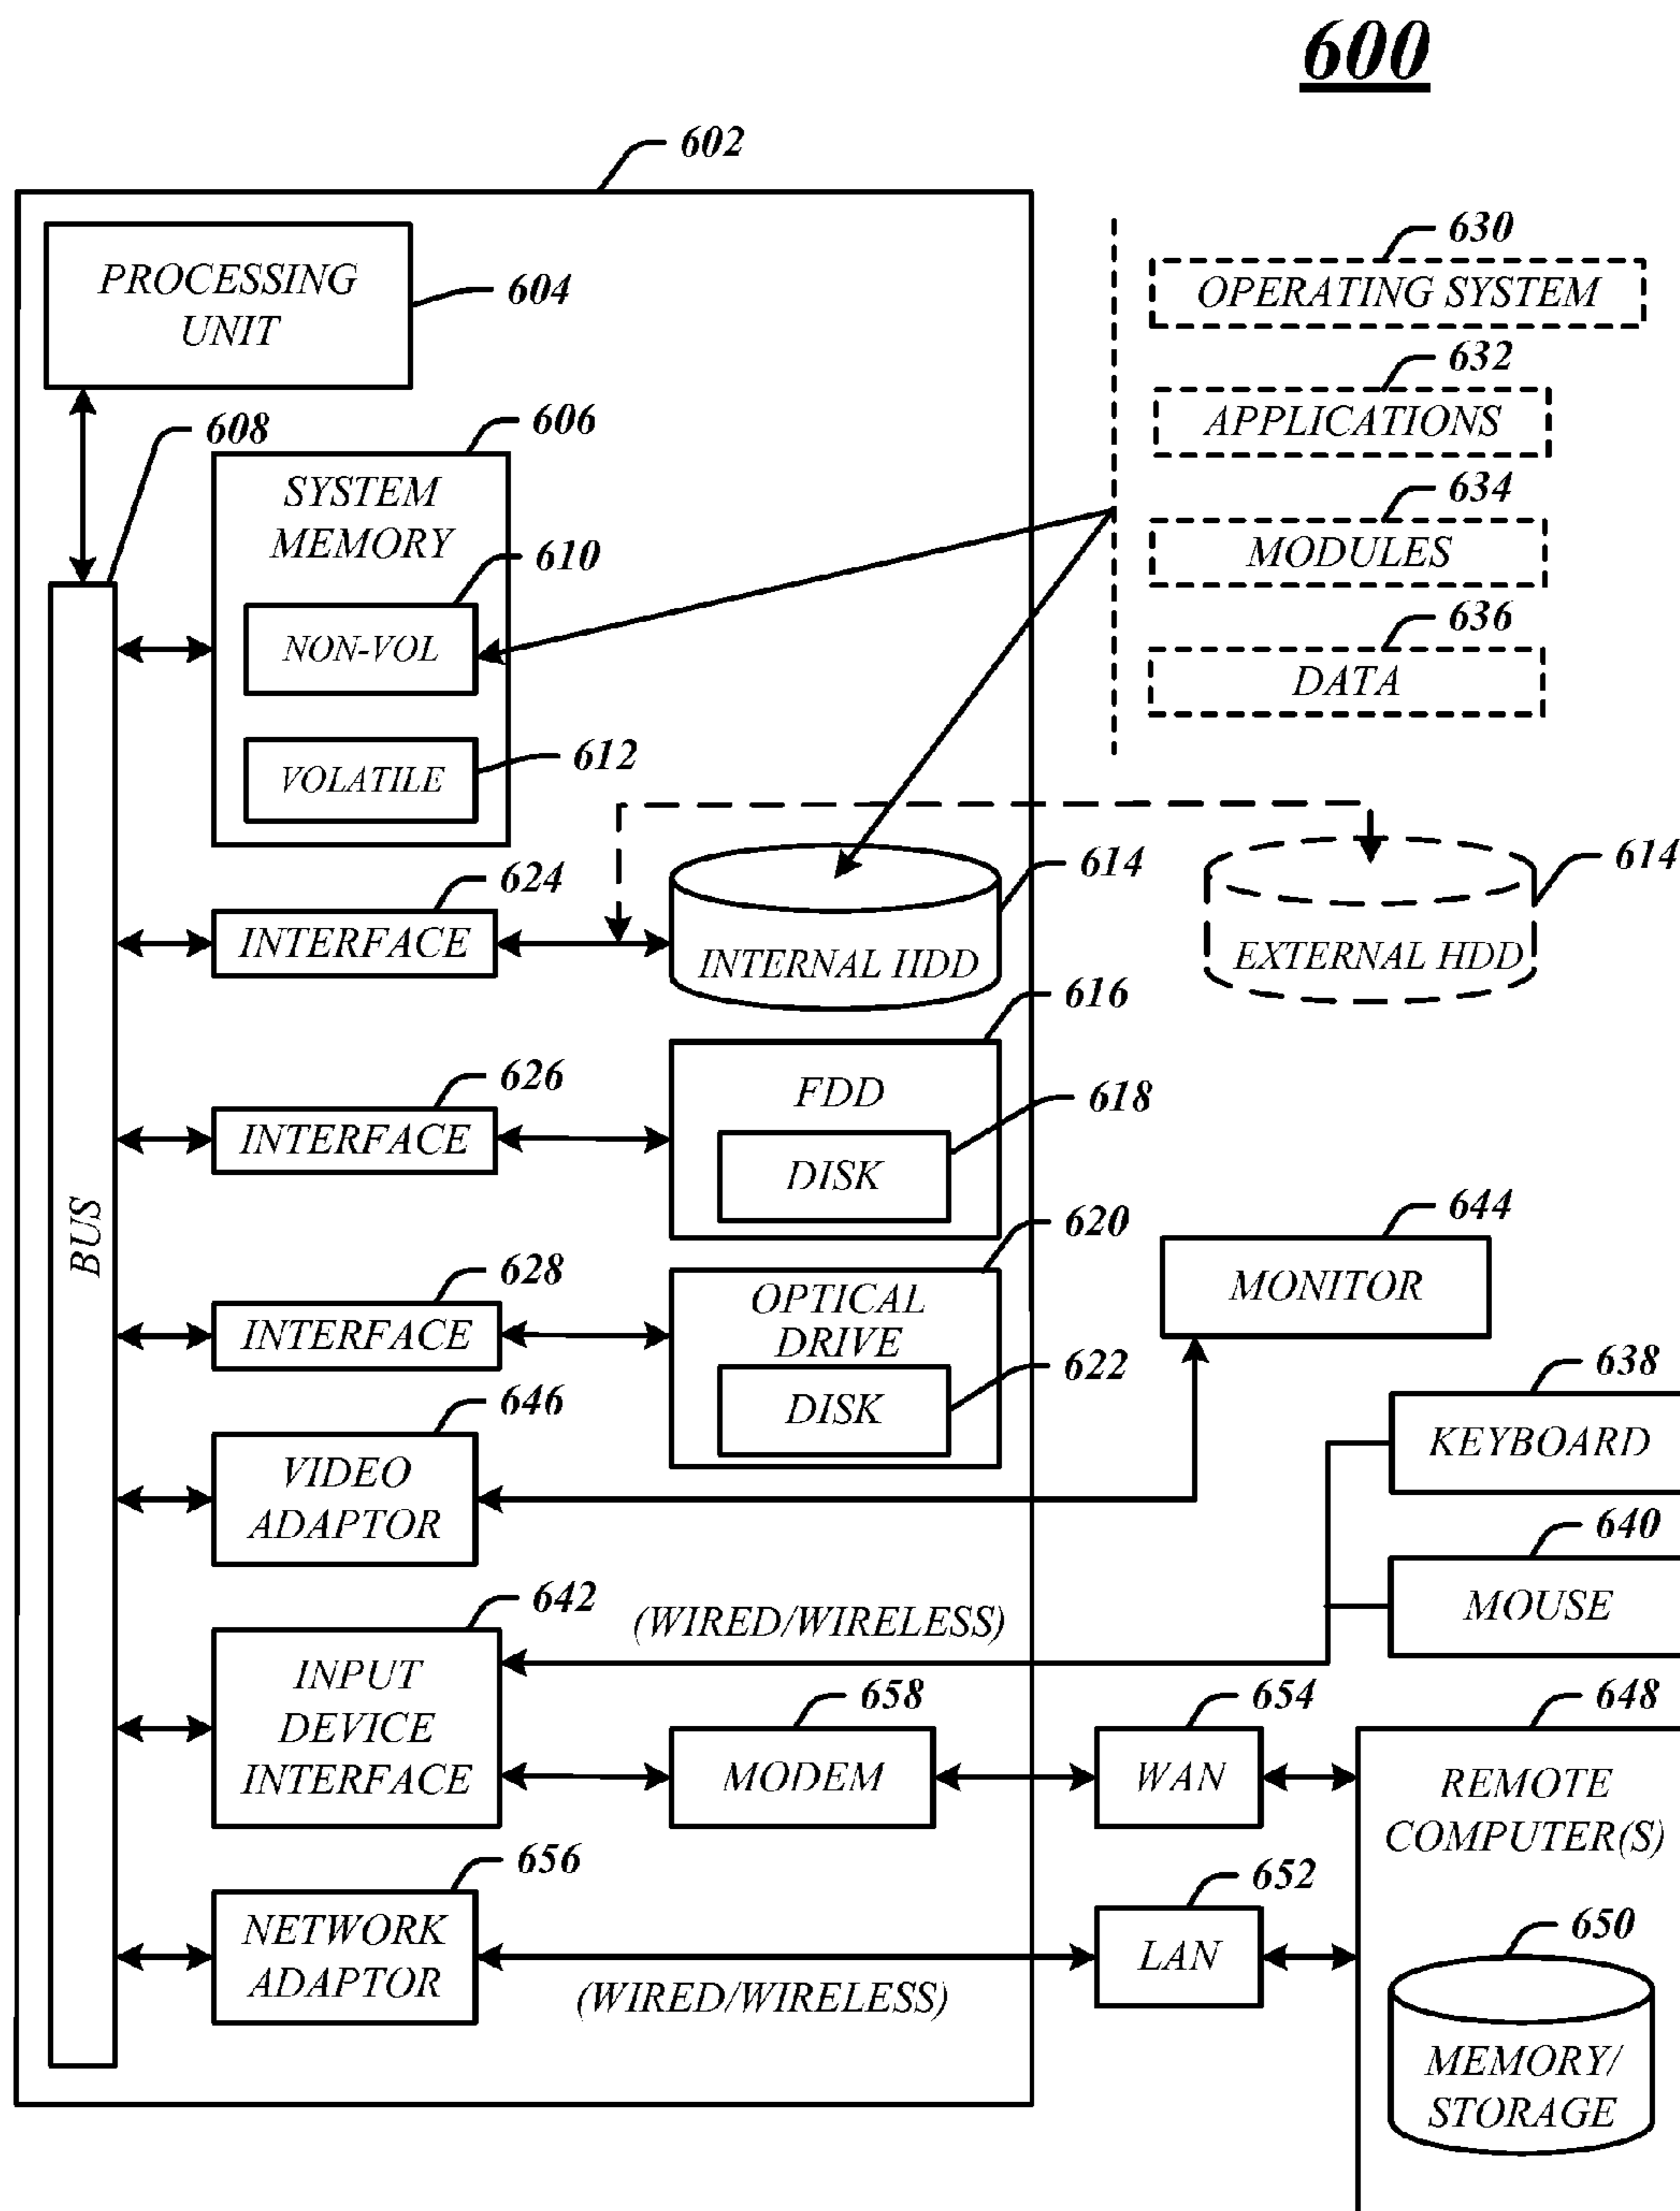 600
602
PROCESSING
UNIT
604
630
OPERATING SYSTEM
632
APPLICATIONS
634
MODULES
636
DATA
608
606
SYSTEM
MEMORY
610
NON-VOL
612
VOLATILE
BUS
624
INTERFACE
614
INTERNAL HDD
614
EXTERNAL HDD
616
FDD
618
DISK
626
INTERFACE
620
OPTICAL
DRIVE
622
DISK
628
INTERFACE
644
MONITOR
646
VIDEO
ADAPTOR
638
KEYBOARD
640
MOUSE
642
INPUT
DEVICE
INTERFACE
(WIRED/WIRELESS)
658
MODEM
654
WAN
648
REMOTE
COMPUTER(S)
656
NETWORK
ADAPTOR
(WIRED/WIRELESS)
652
LAN
650
MEMORY/
STORAGE